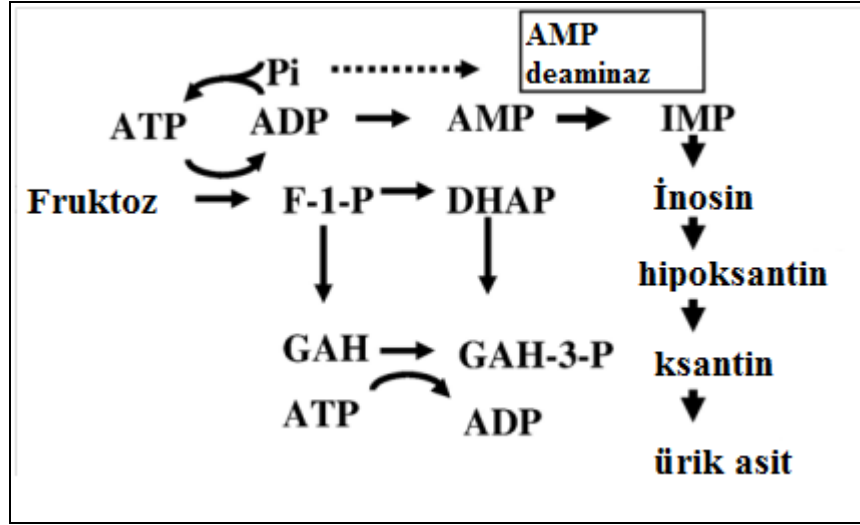 AMP
deaminaz
Pi
ATP ADP AMP IMP
Fruktoz F-1-P DHAP İnosin
hipoksantin
GAH GAH-3-P ksantin
ATP ADP
ürik asit